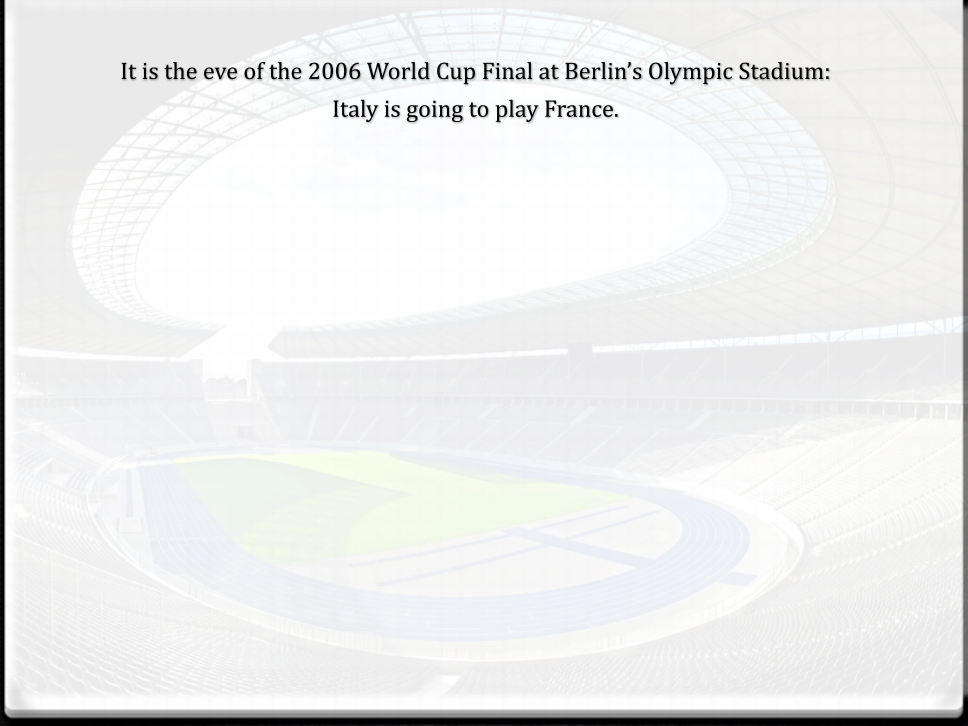 It is the eve of the 2006 World Cup Final at Berlin’s Olympic Stadium:
Italy is going to play France.